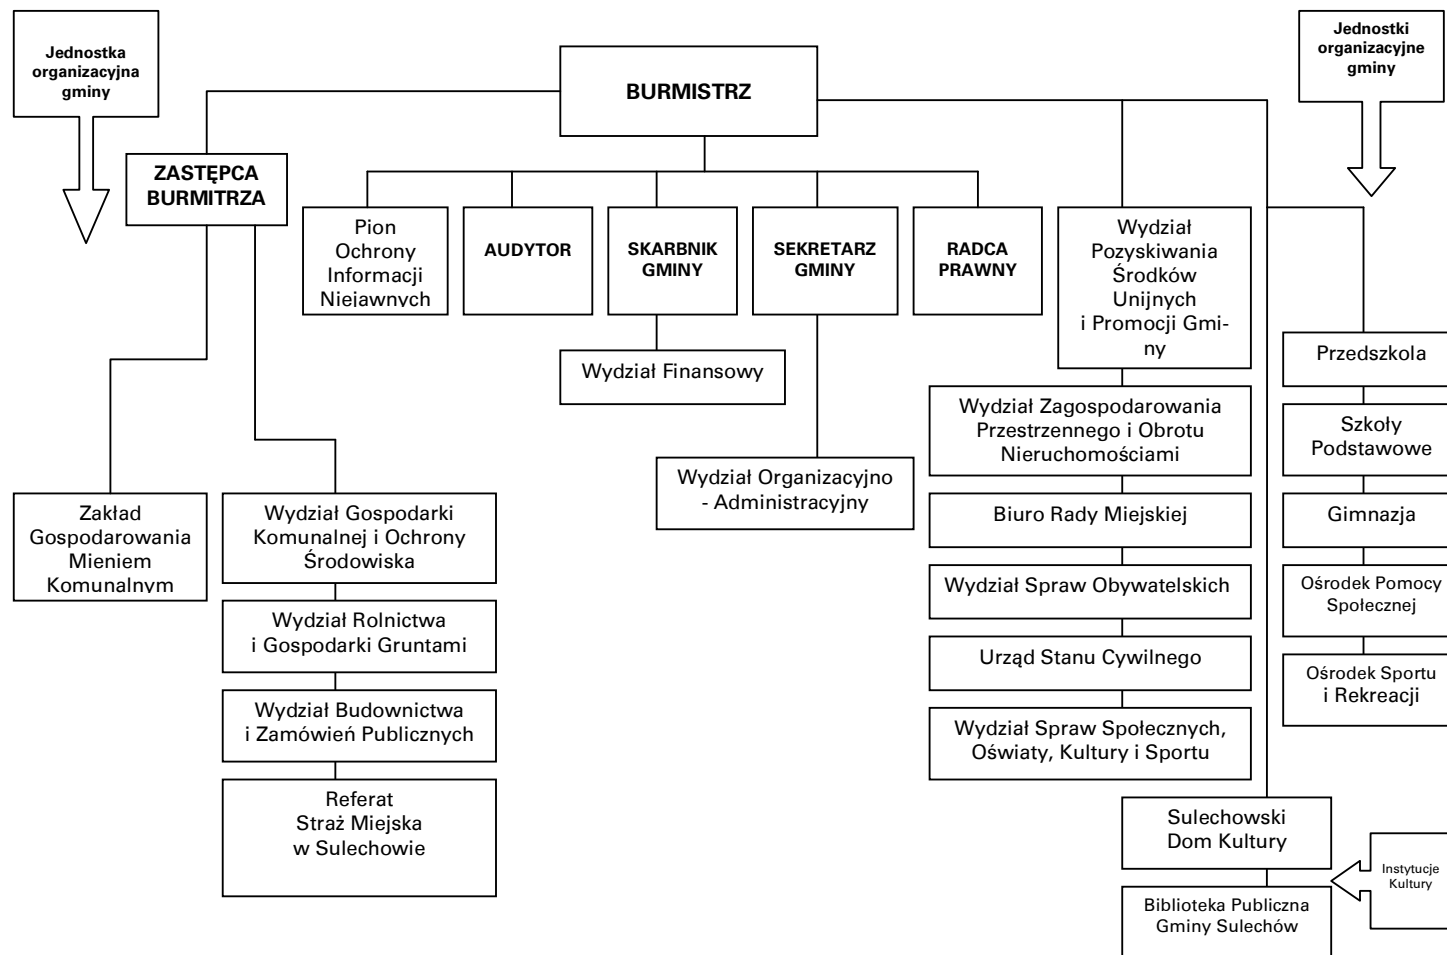 Jednostka
organizacyjna
gminy
Jednostki
organizacyjne
gminy
BURMISTRZ
ZASTĘPCA
BURMITRZA
Pion
Ochrony
Informacji
Niejawnych
AUDYTOR
SKARBNIK
GMINY
SEKRETARZ
GMINY
RADCA
PRAWNY
Wydział
Pozyskiwania
Środków
Unijnych
i Promocji Gmi-
ny
Przedszkola
Wydział Finansowy
Wydział Zagospodarowania
Przestrzennego i Obrotu
Nieruchomościami
Szkoły
Podstawowe
Wydział Organizacyjno
- Administracyjny
Zakład
Gospodarowania
Mieniem
Komunalnym
Wydział Gospodarki
Komunalnej i Ochrony
Środowiska
Biuro Rady Miejskiej
Gimnazja
Wydział Spraw Obywatelskich
Ośrodek Pomocy
Społecznej
Wydział Rolnictwa
i Gospodarki Gruntami
Urząd Stanu Cywilnego
Ośrodek Sportu
i Rekreacji
Wydział Budownictwa
i Zamówień Publicznych
Wydział Spraw Społecznych,
Oświaty, Kultury i Sportu
Referat
Straż Miejska
w Sulechowie
Sulechowski
Dom Kultury
Instytucje
Kultury
Biblioteka Publiczna
Gminy Sulechów